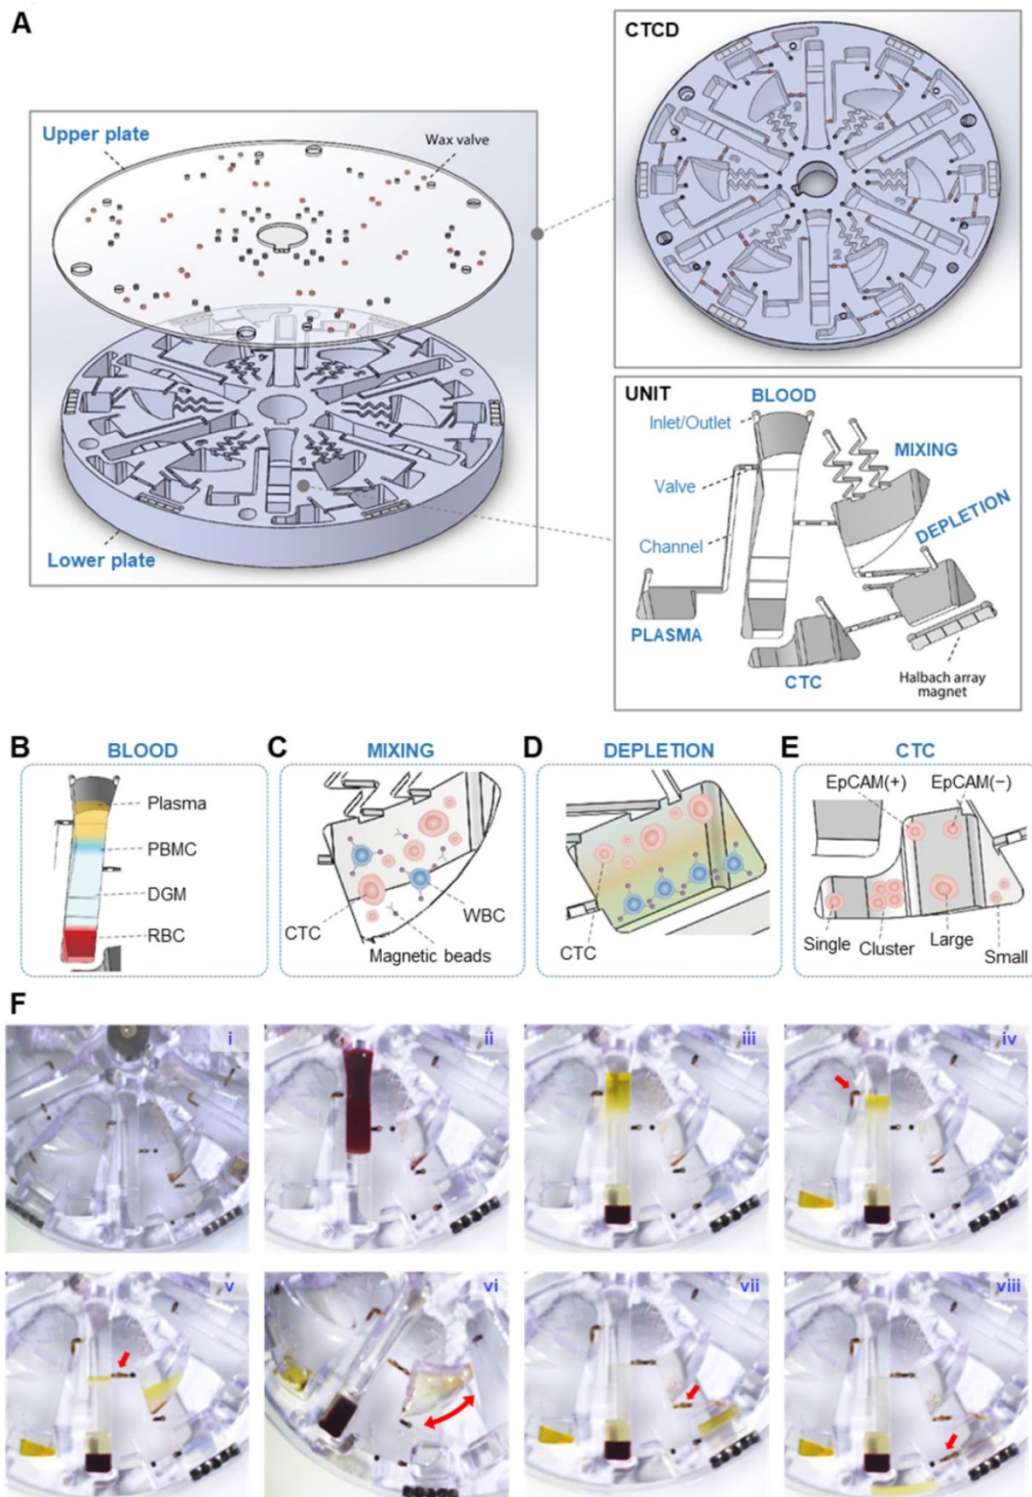 A
Upper plate
Wax valve
Lower plate
CTCD
UNIT
BLOOD
Inlet/Outlet
MIXING
Valve
DEPLETION
Channel
PLASMA
CTC
Halbach array
magnet
B
BLOOD
Plasma
PBMC
DGM
RBC
C
MIXING
CTC
WBC
Magnetic beads
D
DEPLETION
CTC
E
CTC
EpCAM(+)
EpCAM(−)
Single
Cluster
Large
Small
F
i
ii
iii
iv
v
vi
vii
viii